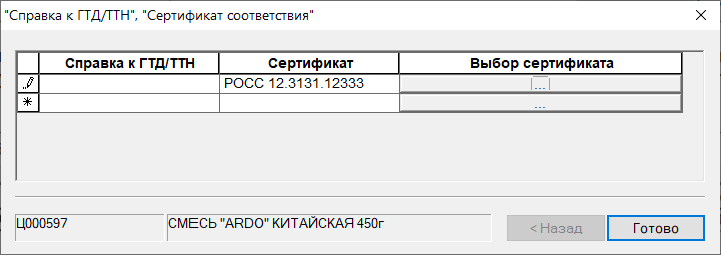 "Справка к ГТД/ТТН", "Сертификат соответствия"
Справка к ГТД/ТТН Сертификат Выбор сертификата
РОСС 12.3131.12333 ...
* ...
Ц000597 СМЕСЬ "ARDO" КИТАЙСКАЯ 450г < Назад Готово